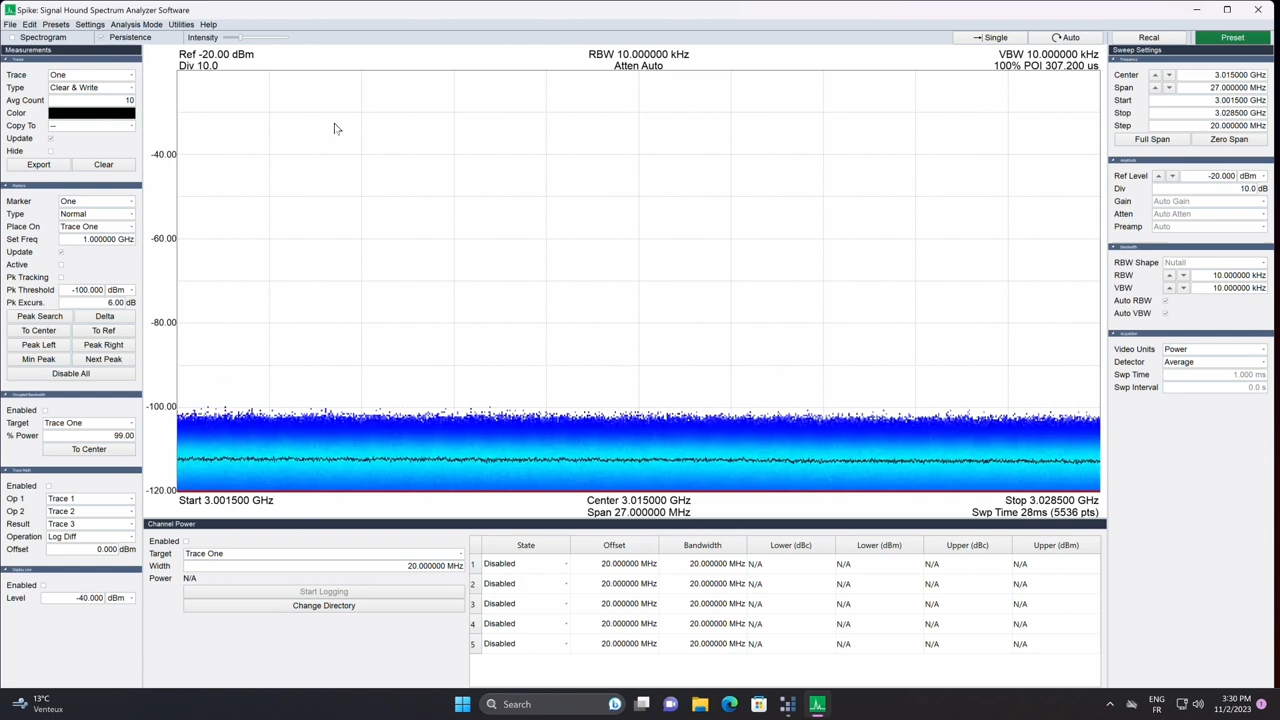 Spike: Signal Hound Spectrum Analyzer Software
File Edit Presets Settings Analysis Mode Utilities Help
Spectrogram Persistence Intensity Single Auto Recal Preset
Measurements
Trace
Trace One
Type Clear & Write
Avg Count 10
Color
Copy To --
Update
Hide
Export Clear
Markers
Marker One
Type Normal
Place On Trace One
Set Freq 1.000000 GHz
Update
Active
Pk Tracking
Pk Threshold -100.000 dBm
Pk Excurs. 6.00 dB
Peak Search Delta
To Center To Ref
Peak Left Peak Right
Min Peak Next Peak
Disable All
Occupied Bandwidth
Enabled
Target Trace One
% Power 99.00
To Center
Trace Math
Enabled
Op 1 Trace 1
Op 2 Trace 2
Result Trace 3
Operation Log Diff
Offset 0.000 dBm
Display Line
Enabled
Level -40.000 dBm
Ref -20.00 dBm RBW 10.000000 kHz VBW 10.000000 kHz
Div 10.0 Atten Auto 100% POI 307.200 us
-40.00
-60.00
-80.00
-100.00
-120.00
Start 3.001500 GHz Center 3.015000 GHz Stop 3.028500 GHz
Span 27.000000 MHz Swp Time 28ms (5536 pts)
Channel Power
Enabled
Target Trace One
Width 20.000000 MHz
Power N/A
Start Logging
Change Directory
State Offset Bandwidth Lower (dBc) Lower (dBm) Upper (dBc) Upper (dBm)
1 Disabled 20.000000 MHz 20.000000 MHz N/A N/A N/A N/A
2 Disabled 20.000000 MHz 20.000000 MHz N/A N/A N/A N/A
3 Disabled 20.000000 MHz 20.000000 MHz N/A N/A N/A N/A
4 Disabled 20.000000 MHz 20.000000 MHz N/A N/A N/A N/A
5 Disabled 20.000000 MHz 20.000000 MHz N/A N/A N/A N/A
Sweep Settings
Frequency
Center 3.015000 GHz
Span 27.000000 MHz
Start 3.001500 GHz
Stop 3.028500 GHz
Step 20.000000 MHz
Full Span Zero Span
Amplitude
Ref Level -20.000 dBm
Div 10.0 dB
Gain Auto Gain
Atten Auto Atten
Preamp Auto
Bandwidth
RBW Shape Nutall
RBW 10.000000 kHz
VBW 10.000000 kHz
Auto RBW
Auto VBW
Acquisition
Video Units Power
Detector Average
Swp Time 1.000 ms
Swp Interval 0.0 s
13°C
Venteux
Search
ENG
FR
3:30 PM
11/2/2023
1